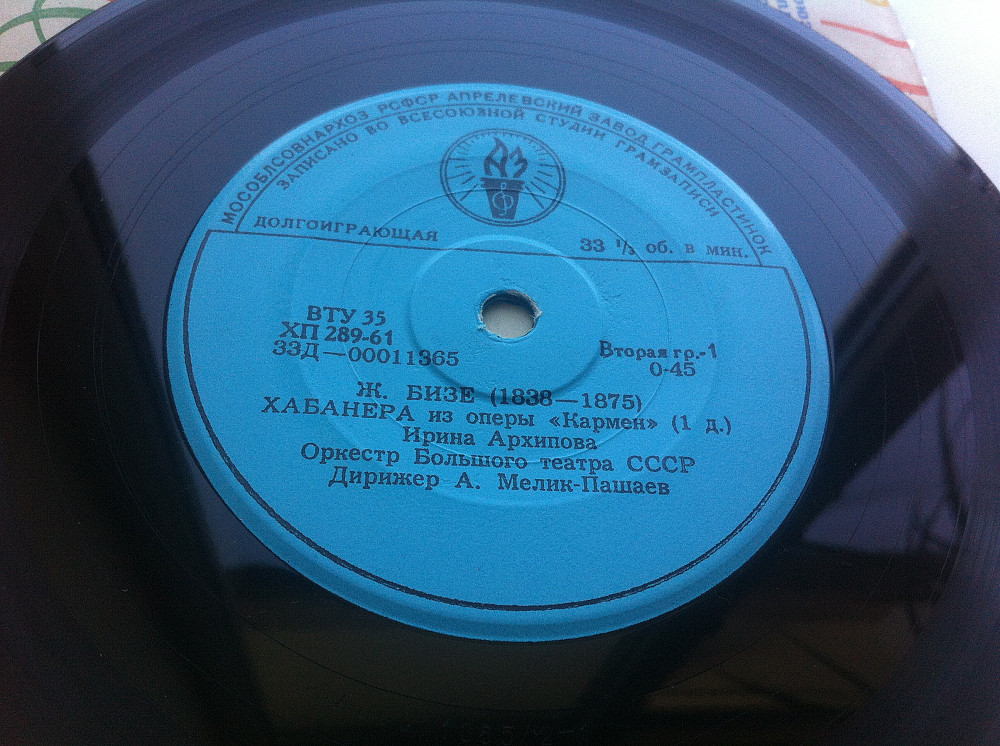 МОСОБЛСОВНАРХОЗ РСФСР АПРЕЛЕВСКИЙ ЗАВОД ГРАМПЛАСТИНОК
ЗАПИСАНО ВО ВСЕСОЮЗНОЙ СТУДИИ ГРАМЗАПИСИ
АЗ
ДОЛГОИГРАЮЩАЯ
33 ⅓ об. в мин.
ВТУ 35
ХП 289-61
33Д—00011365
Вторая гр.-1
0-45
Ж. БИЗЕ (1838—1875)
ХАБАНЕРА из оперы «Кармен» (1 д.)
Ирина Архипова
Оркестр Большого театра СССР
Дирижер А. Мелик-Пашаев